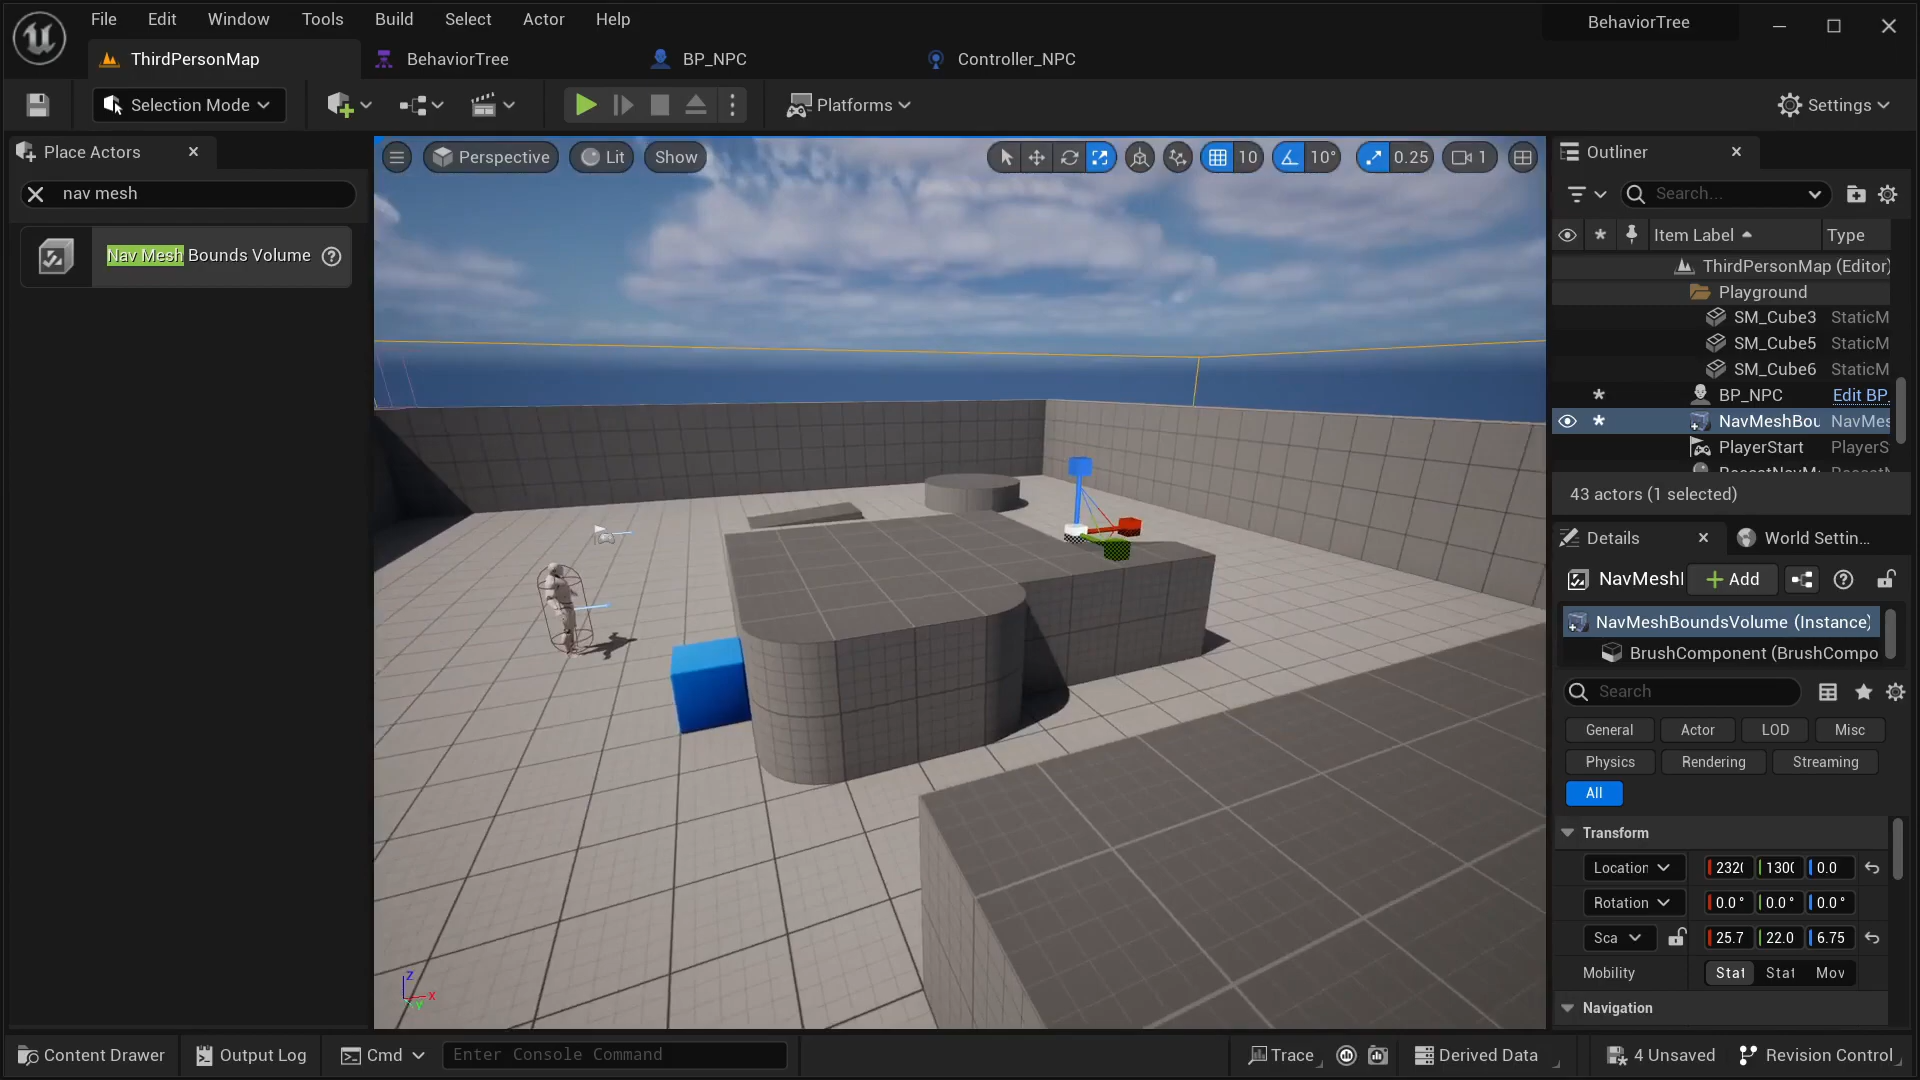 File Edit Window Tools Build Select Actor Help
BehaviorTree
ThirdPersonMap
BehaviorTree
BP_NPC
Controller_NPC
Selection Mode
Platforms
Settings
Place Actors
nav mesh
Nav Mesh Bounds Volume
Perspective
Lit
Show
10
10°
0.25
1
Outliner
Search...
Item Label
Type
ThirdPersonMap (Editor)
Playground
SM_Cube3 StaticM
SM_Cube5 StaticM
SM_Cube6 StaticM
BP_NPC Edit BP_
NavMeshBou NavMes
PlayerStart PlayerS
43 actors (1 selected)
Details
World Settin...
NavMeshI
Add
NavMeshBoundsVolume (Instance)
BrushComponent (BrushCompo
Search
General Actor LOD Misc
Physics Rendering Streaming
All
Transform
Location 232( 130( 0.0
Rotation 0.0° 0.0° 0.0°
Sca 25.7 22.0 6.75
Mobility Stat Stat Mov
Navigation
Z
X
Y
Content Drawer
Output Log
Cmd
Enter Console Command
Trace
Derived Data
4 Unsaved
Revision Control